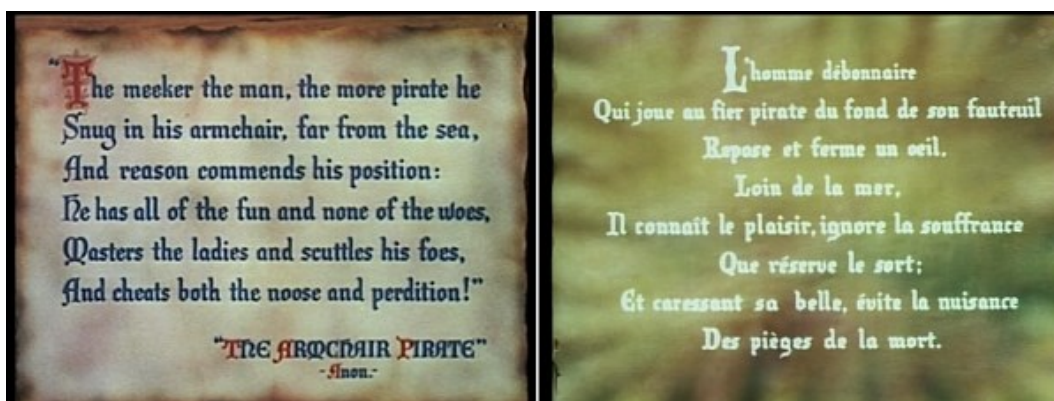 “The meeker the man, the more pirate he
Snug in his armchair, far from the sea,
And reason commends his position:
He has all of the fun and none of the woes,
Masters the ladies and scuttles his foes,
And cheats both the noose and perdition!”
“THE ARMCHAIR PIRATE”
-Anon.-
L'homme débonnaire
Qui joue au fier pirate du fond de son fauteuil
Repose et ferme un oeil.
Loin de la mer,
Il connaît le plaisir, ignore la souffrance
Que réserve le sort;
Et caressant sa belle, évite la nuisance
Des pièges de la mort.